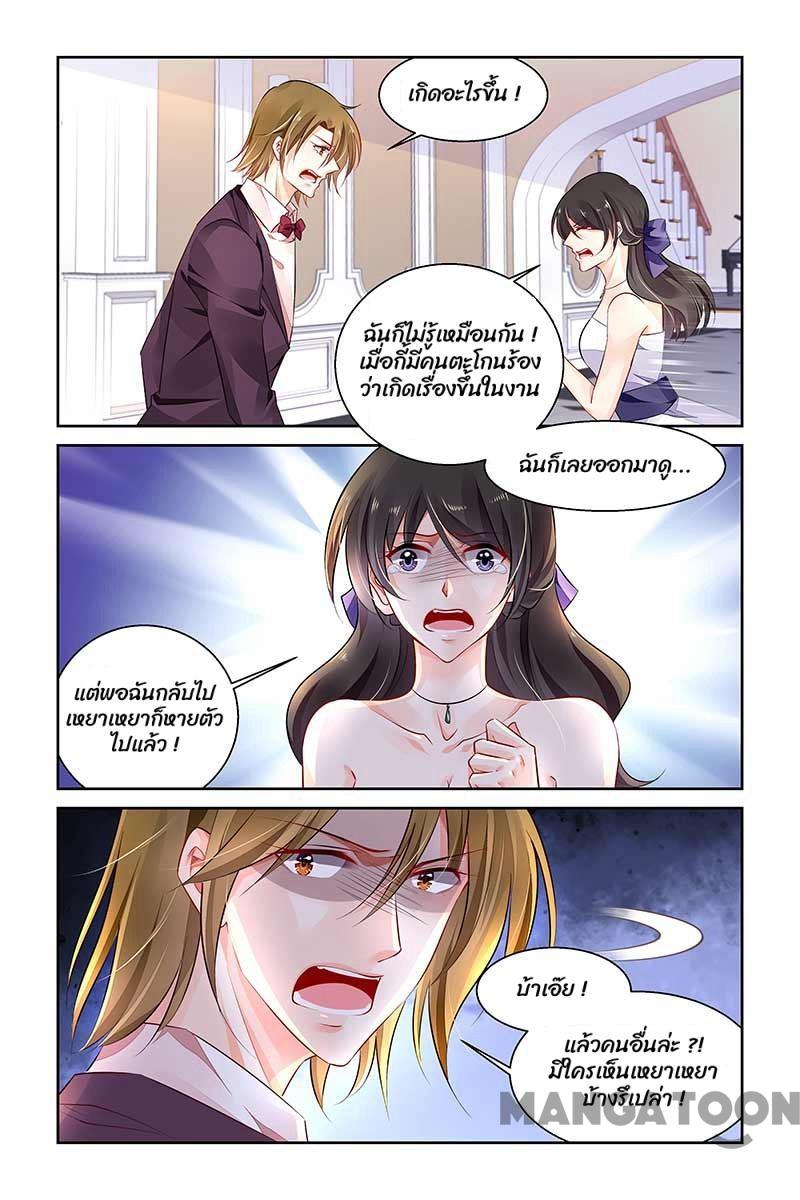 เกิดอะไรขึ้น !
ฉันก็ไม่รู้เหมือนกัน !
เมื่อกี้มีคนตะโกนร้อง
ว่าเกิดเรื่องขึ้นในงาน
ฉันก็เลยออกมาดู...
แต่พอฉันกลับไป
เหยาเหยาก็หายตัว
ไปแล้ว !
บ้าเอ๊ย !
แล้วคนอื่นล่ะ ?!
มีใครเห็นเหยาเหยา
บ้างรึเปล่า !
MANGATOON